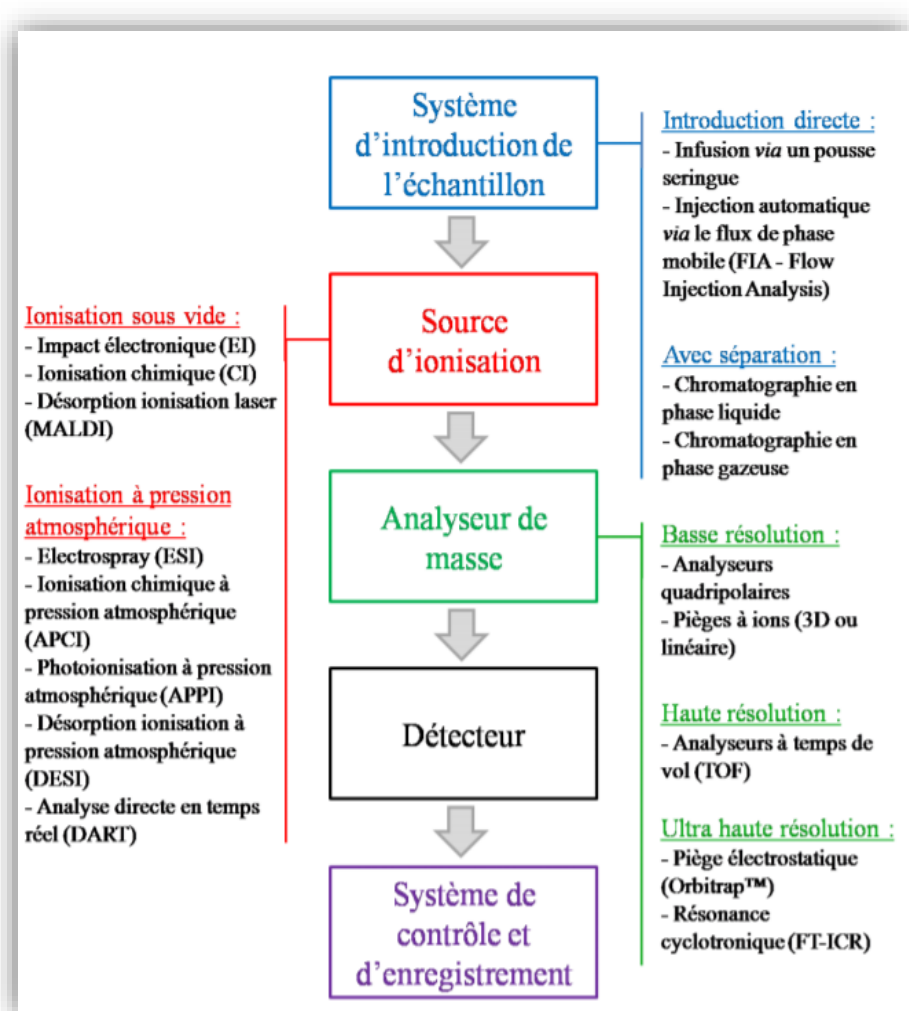 Système
d'introduction de
l'échantillon
Introduction directe :
- Infusion via un pousse
seringue
- Injection automatique
via le flux de phase
mobile (FIA - Flow
Injection Analysis)
Avec séparation :
- Chromatographie en
phase liquide
- Chromatographie en
phase gazeuse
Source
d'ionisation
Ionisation sous vide :
- Impact électronique (EI)
- Ionisation chimique (CI)
- Désorption ionisation laser
(MALDI)
Ionisation à pression
atmosphérique :
- Electrospray (ESI)
- Ionisation chimique à
pression atmosphérique
(APCI)
- Photoionisation à pression
atmosphérique (APPI)
- Désorption ionisation à
pression atmosphérique
(DESI)
- Analyse directe en temps
réel (DART)
Analyseur de
masse
Basse résolution :
- Analyseurs
quadripolaires
- Pièges à ions (3D ou
linéaire)
Haute résolution :
- Analyseurs à temps de
vol (TOF)
Ultra haute résolution :
- Piège électrostatique
(Orbitrap™)
- Résonance
cyclotronique (FT-ICR)
Détecteur
Système de
contrôle et
d'enregistrement